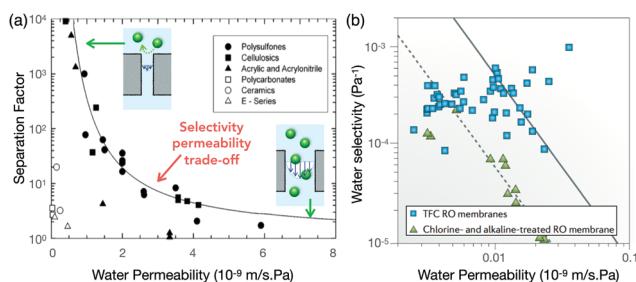 (a)
10⁴
10³
10²
10¹
10⁰
Separation Factor
Polysulfones
Cellulosics
Acrylic and Acrylonitrile
Polycarbonates
Ceramics
E - Series
Selectivity
permeability
trade-off
0
2
4
6
8
Water Permeability (10⁻⁹ m/s.Pa)
(b)
10⁻³
10⁻⁴
10⁻⁵
Water selectivity (Pa⁻¹)
TFC RO membranes
Chlorine- and alkaline-treated RO membrane
0.01
0.1
Water Permeability (10⁻⁹ m/s.Pa)